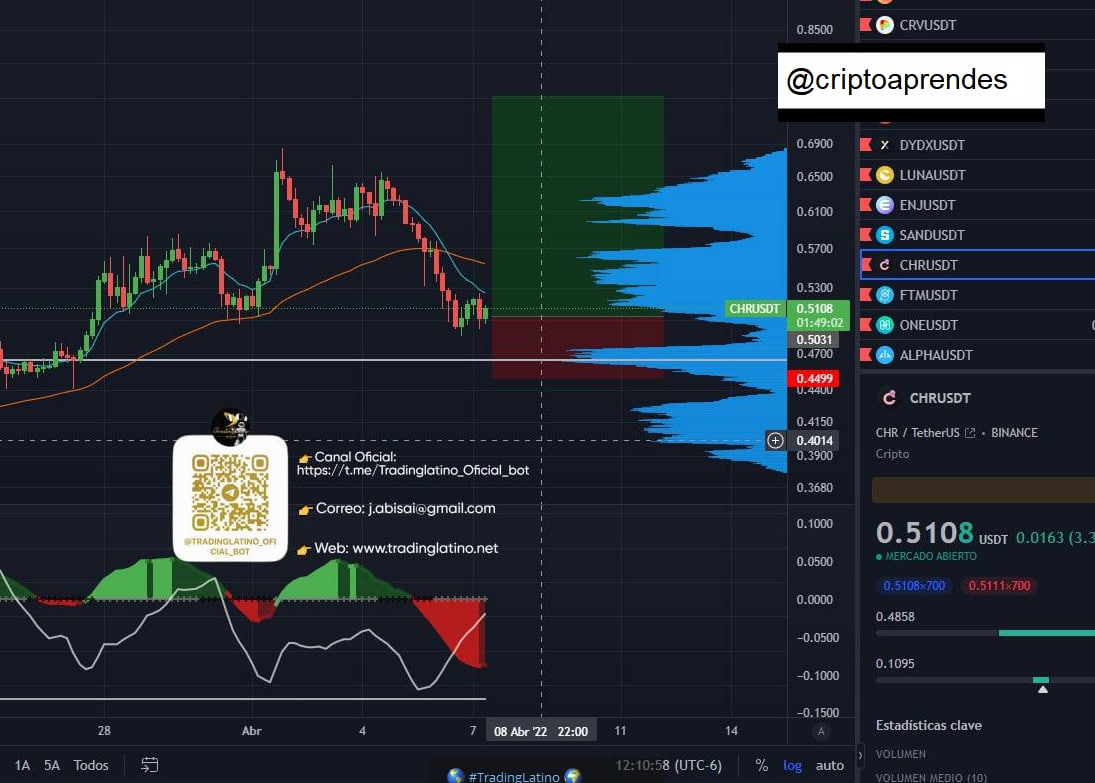 0.8500
CRVUSDT
@criptoaprendes
0.6900
DYDXUSDT
0.6500
LUNAUSDT
0.6100
ENJUSDT
0.5700
SANDUSDT
CHRUSDT
0.5300
FTMUSDT
CHRUSDT
0.5108
01:49:02
ONEUSDT
0.5031
0.4700
ALPHAUSDT
0.4499
0.4400
CHRUSDT
0.4150
CHR / TetherUS • BINANCE
0.4014
0.3900
Cripto
0.3680
Canal Oficial:
https://t.me/Tradinglatino_Oficial_bot
Correo: j.abisai@gmail.com
@TRADINGLATINO_OFI
CIAL_BOT
Web: www.tradinglatino.net
0.1000
0.0500
0.0000
−0.0500
−0.1000
−0.1500
0.5108 USDT 0.0163 (3.3
MERCADO ABIERTO
0.5108×700 0.5111×700
0.4858
0.1095
28 Abr 4 7 08 Abr '22 22:00 11 14 A
Estadísticas clave
VOLUMEN
VOLUMEN MEDIO (10)
1A 5A Todos 12:10:58 (UTC-6) % log auto
#TradingLatino